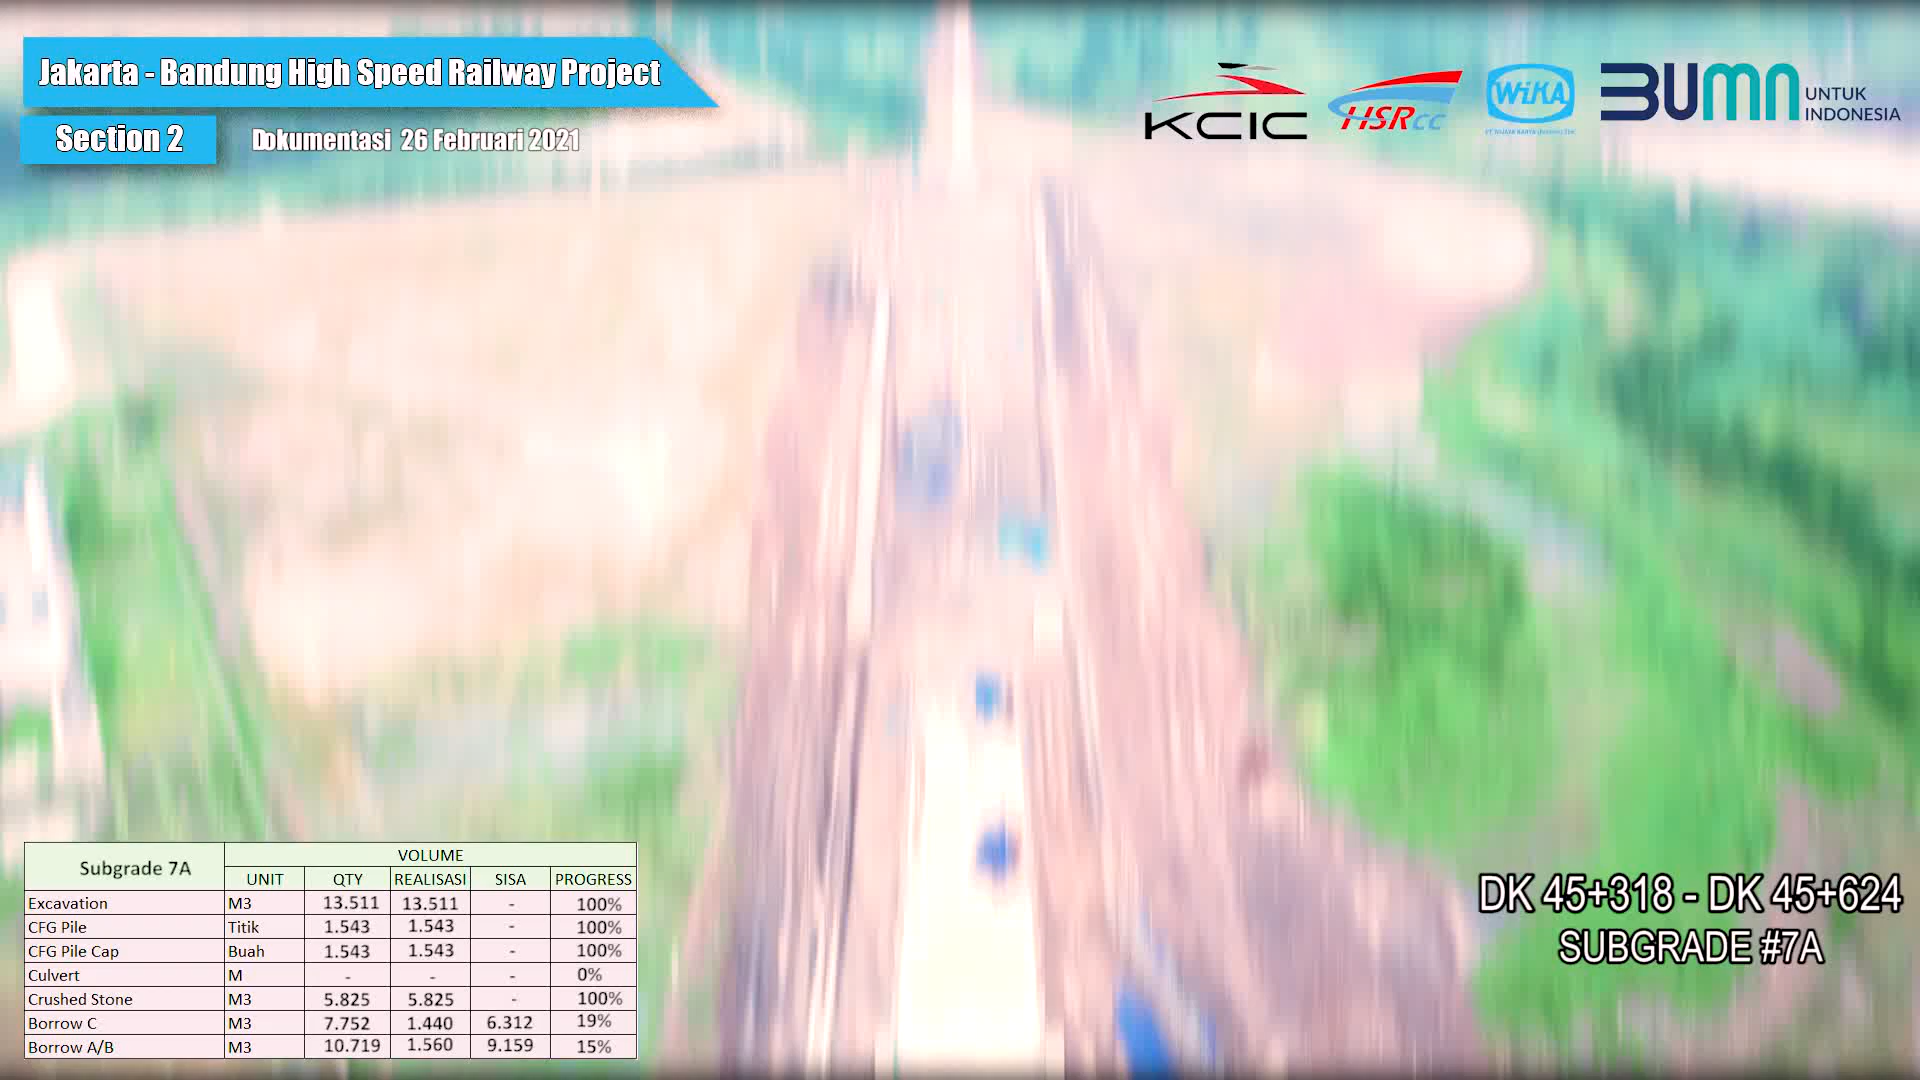 Jakarta - Bandung High Speed Railway Project
Section 2
Dokumentasi 26 Februari 2021
KCIC
HSRcc
WiKA
BUMN
UNTUK
INDONESIA
Subgrade 7A
VOLUME
UNIT QTY REALISASI SISA PROGRESS
Excavation M3 13.511 13.511 - 100%
CFG Pile Titik 1.543 1.543 - 100%
CFG Pile Cap Buah 1.543 1.543 - 100%
Culvert M - - - 0%
Crushed Stone M3 5.825 5.825 - 100%
Borrow C M3 7.752 1.440 6.312 19%
Borrow A/B M3 10.719 1.560 9.159 15%
DK 45+318 - DK 45+624
SUBGRADE #7A